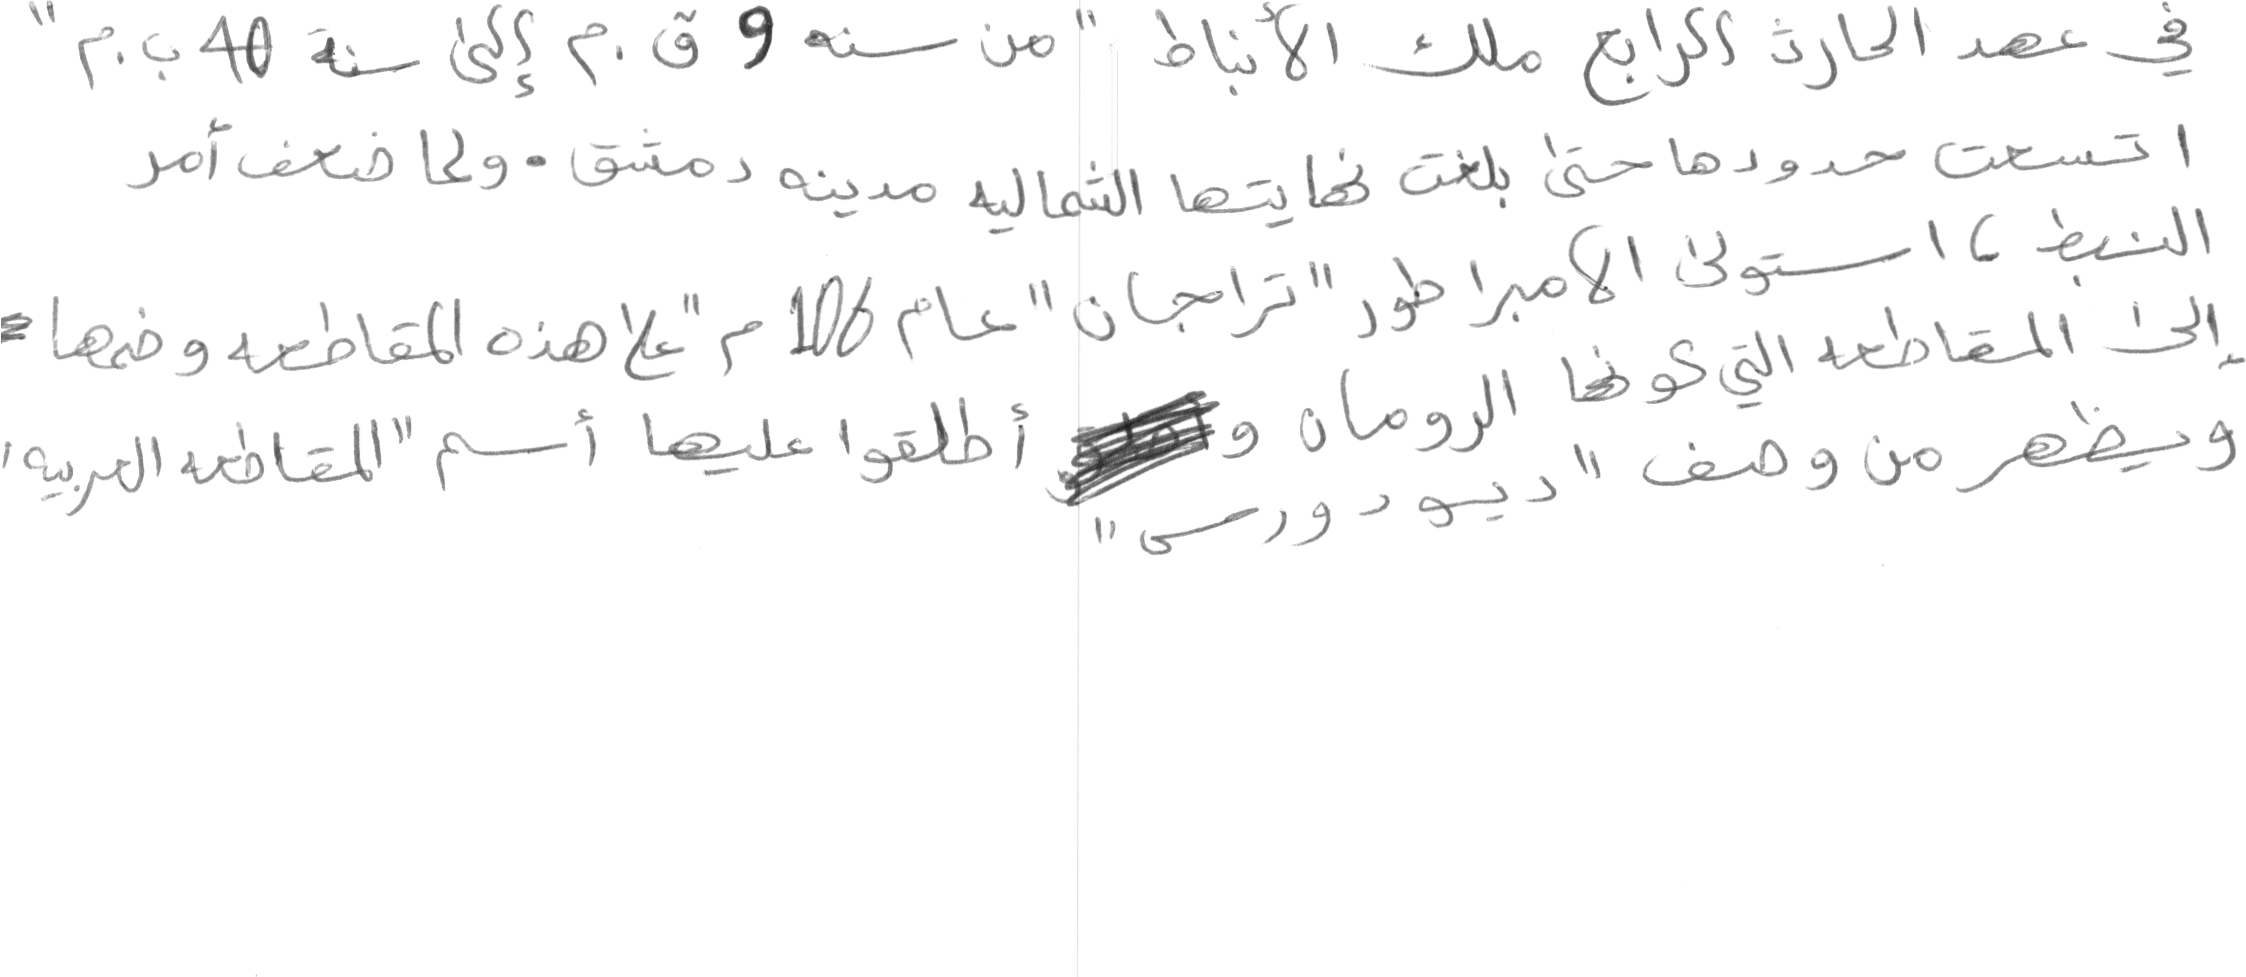 في عهد الحارث الرابع ملك الأنباط "من سنه 9 ق.م إلى سنة 40 ب.م"
اتسعت حدودها حتى بلغت نهايتها الشماليه مدينه دمشق. ولما ضعف أمر
النبط، استولى الامبراطور "تراجان" عام 106 م" على هذه المقاطعه وضمها
إلى المقاطعه التي كونها الرومان و أطلقوا عليها أسم "المقاطعه العربيه"
ويظهر من وصف "ديودورس"